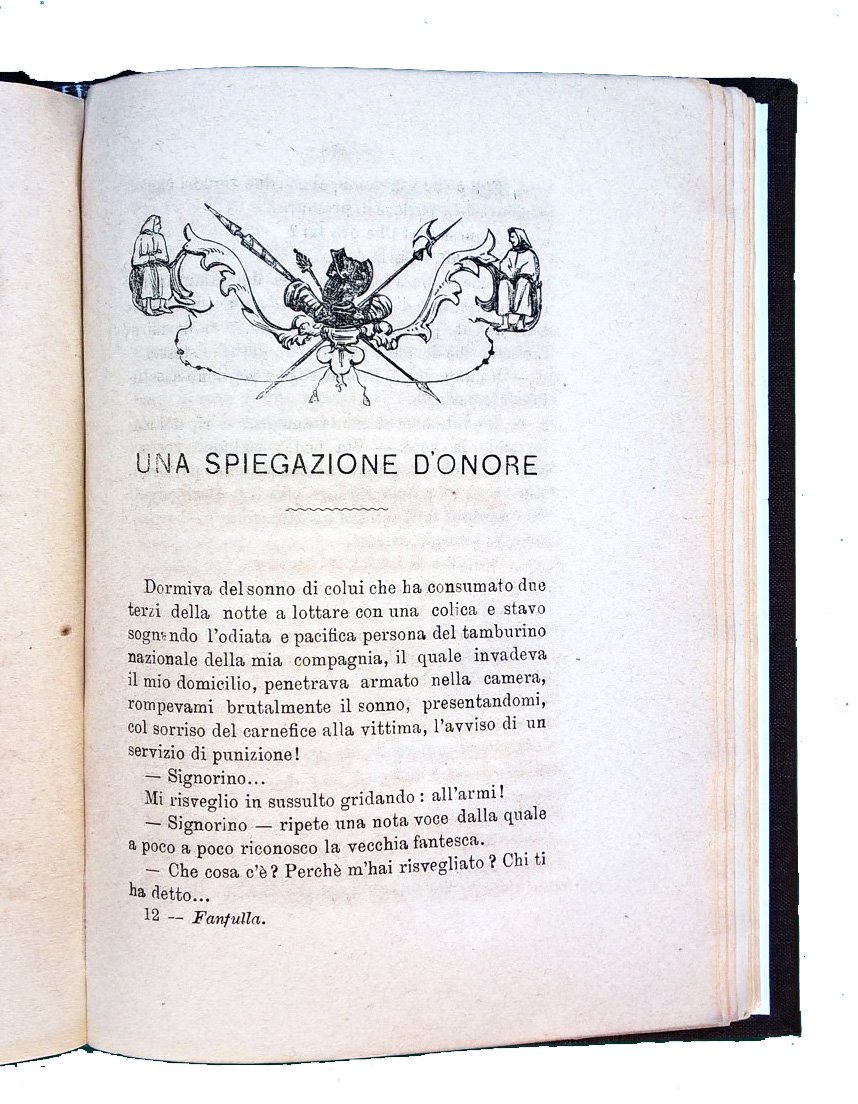 UNA SPIEGAZIONE D'ONORE
Dormiva del sonno di colui che ha consumato due
terzi della notte a lottare con una colica e stavo
sognando l'odiata e pacifica persona del tamburino
nazionale della mia compagnia, il quale invadeva
il mio domicilio, penetrava armato nella camera,
rompevami brutalmente il sonno, presentandomi,
col sorriso del carnefice alla vittima, l'avviso di un
servizio di punizione!
— Signorino...
Mi risveglio in sussulto gridando : all'armi!
— Signorino — ripete una nota voce dalla quale
a poco a poco riconosco la vecchia fantesca.
— Che cosa c'è? Perchè m'hai risvegliato ? Chi ti
ha detto...
12 — Fanfulla.